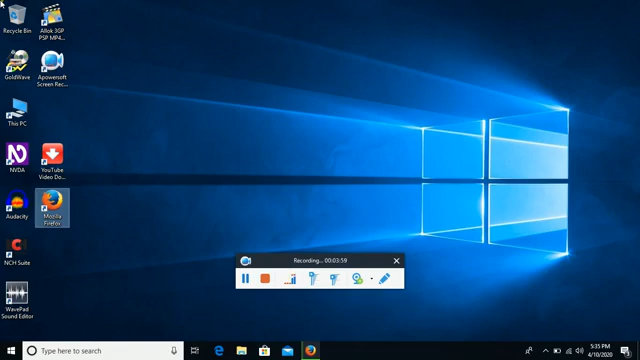 Recycle Bin
Allok 3GP
PSP MP4...
GoldWave
Apowersoft
Screen Rec...
This PC
NVDA
YouTube
Video Do...
Audacity
Mozilla
Firefox
NCH Suite
WavePad
Sound Editor
Recording... 00:03:59
Type here to search
5:35 PM
4/10/2020